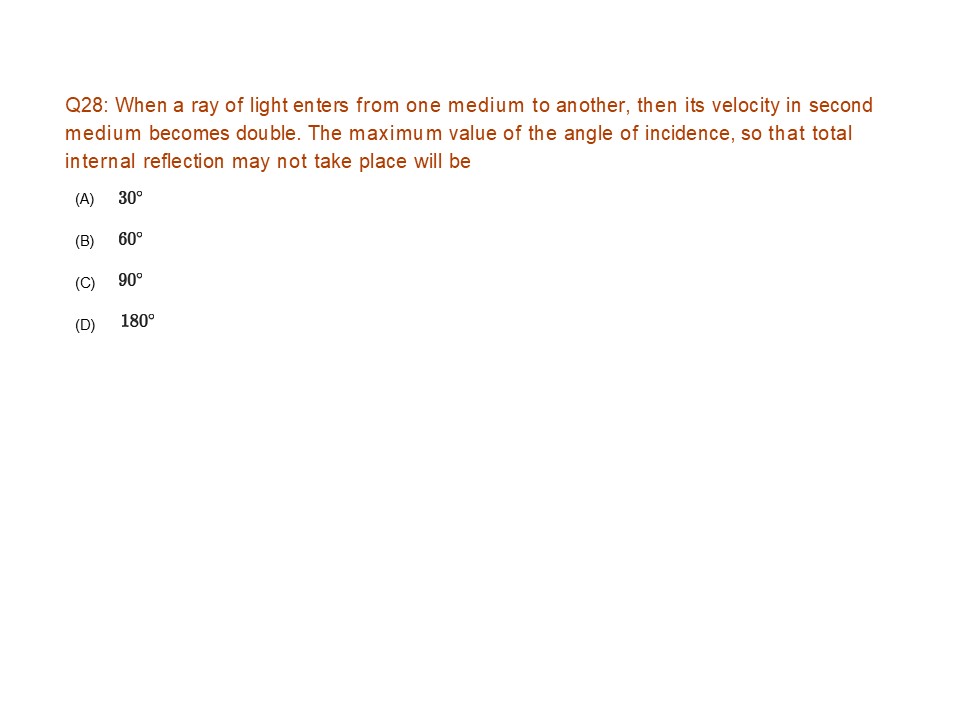 Q28: When a ray of light enters from one medium to another, then its velocity in second
medium becomes double. The maximum value of the angle of incidence, so that total
internal reflection may not take place will be
(A) 30°
(B) 60°
(C) 90°
(D) 180°